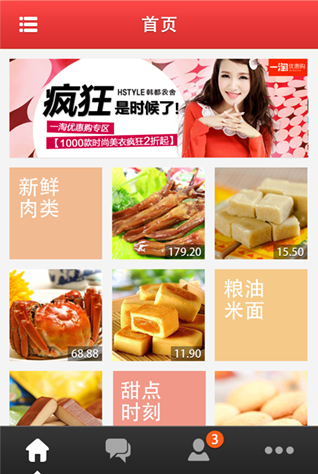 首页
一淘优惠购
HSTYLE 韩都衣舍
疯狂
是时候了!
一淘优惠购专区
【1000款时尚美衣疯狂2折起】
新鲜
肉类
179.20
15.50
68.88
11.90
粮油
米面
甜点
时刻
3